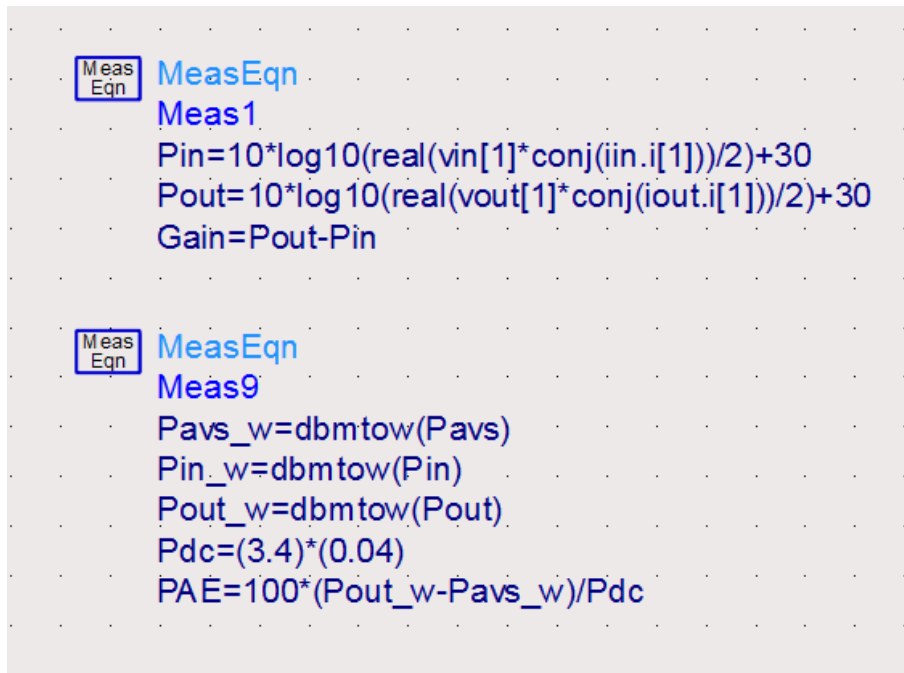 Meas
Eqn
MeasEqn
Meas1
Pin=10*log10(real(vin[1]*conj(iin.i[1]))/2)+30
Pout=10*log10(real(vout[1]*conj(iout.i[1]))/2)+30
Gain=Pout-Pin
Meas
Eqn
MeasEqn
Meas9
Pavs_w=dbmtow(Pavs)
Pin_w=dbmtow(Pin)
Pout_w=dbmtow(Pout)
Pdc=(3.4)*(0.04)
PAE=100*(Pout_w-Pavs_w)/Pdc